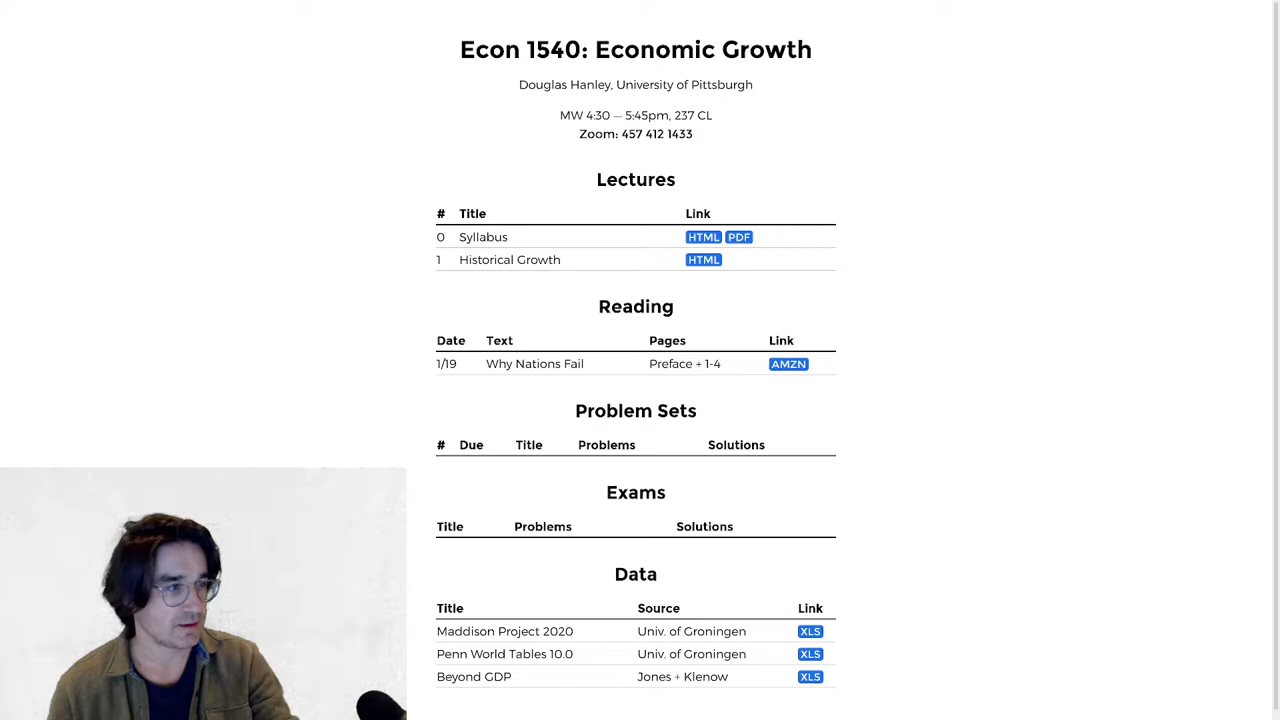 Econ 1540: Economic Growth
Douglas Hanley, University of Pittsburgh
MW 4:30 — 5:45pm, 237 CL
Zoom: 457 412 1433
Lectures
# Title Link
0 Syllabus HTML PDF
1 Historical Growth HTML
Reading
Date Text Pages Link
1/19 Why Nations Fail Preface + 1-4 AMZN
Problem Sets
# Due Title Problems Solutions
Exams
Title Problems Solutions
Data
Title Source Link
Maddison Project 2020 Univ. of Groningen XLS
Penn World Tables 10.0 Univ. of Groningen XLS
Beyond GDP Jones + Klenow XLS